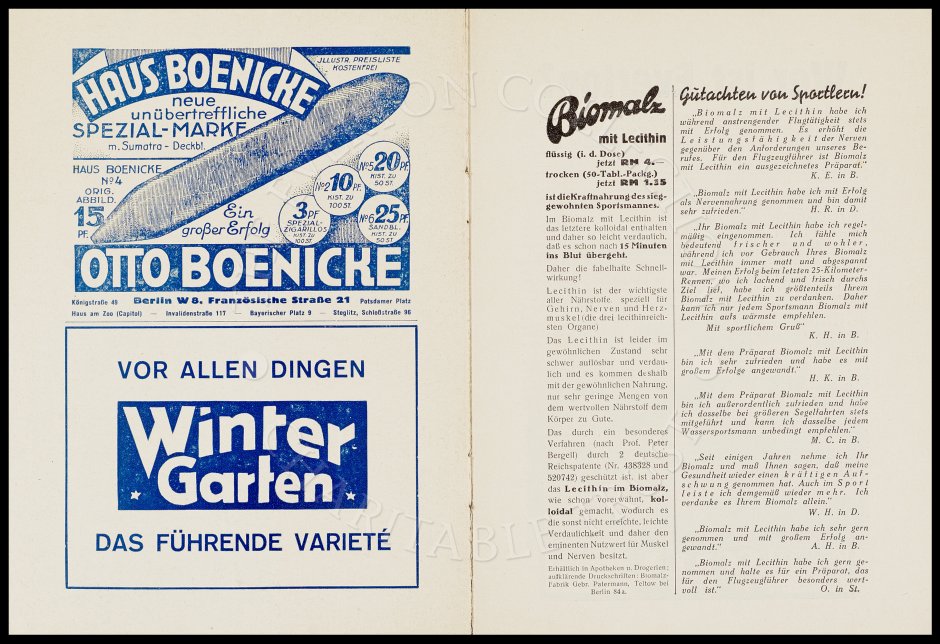 HAUS BOENICKE
JLLUSTR. PREISLISTE
KOSTENFREI
neue
unübertreffliche
SPEZIAL-MARKE
m. Sumatra - Deckbl.
HAUS BOENICKE
No 4
ORIG.
ABBILD.
15
PF.
Ein
großer Erfolg
3 PF
SPEZIAL-
ZIGARILLOS
KIST. ZU
100 ST.
No 2 10 PF.
KIST. ZU
100 ST
No 5 20 PF.
KIST. ZU
50 ST
No 6 25 PF.
SANDBL.
KIST. ZU
50 ST.
OTTO BOENICKE
Königstraße 49 Berlin W 8, Französische Straße 21 Potsdamer Platz
Haus am Zoo (Capitol) — Invalidenstraße 117 — Bayerischer Platz 9 — Steglitz, Schloßstraße 96
VOR ALLEN DINGEN
Winter
Garten
DAS FÜHRENDE VARIETÉ
Biomalz
mit Lecithin
flüssig (i. d. Dose)
jetzt RM 4.—
trocken (50-Tabl.-Packg.)
jetzt RM 1.35
ist die Kraftnahrung des sieg-
gewohnten Sportsmannes.
Im Biomalz mit Lecithin ist
das letztere kolloidal enthalten
und daher so leicht verdaulich,
daß es schon nach 15 Minuten
ins Blut übergeht.
Daher die fabelhafte Schnell-
wirkung!
Lecithin ist der wichtigste
aller Nährstoffe speziell für
Gehirn, Nerven und Herz-
muskel (die drei lecithinreich-
sten Organe)
Das Lecithin ist leider im
gewöhnlichen Zustand sehr
schwer auflösbar und verdau-
lich und es kommen deshalb
mit der gewöhnlichen Nahrung,
nur sehr geringe Mengen von
dem wertvollen Nährstoff dem
Körper zu Gute.
Das durch ein besonderes
Verfahren (nach Prof. Peter
Bergell) durch 2 deutsche
Reichspatente (Nr. 438328 und
520742) geschützt ist, ist aber
das Lecithin im Biomalz,
wie schon vorerwähnt, kol-
loidal gemacht, wodurch es
die sonst nicht erreichte, leichte
Verdaulichkeit und daher den
eminenten Nutzwert für Muskel
und Nerven besitzt.
Erhältlich in Apotheken u. Drogerien;
aufklärende Druckschriften: Biomalz-
Fabrik Gebr. Patermann, Teltow bei
Berlin 84a.
Gutachten von Sportlern!
„Biomalz mit Lecithin habe ich
während anstrengender Flugtätigkeit stets
mit Erfolg genommen. Es erhöht die
Leistungsfähigkeit der Nerven
gegenüber den Anforderungen unseres Be-
rufes. Für den Flugzeugführer ist Biomalz
mit Lecithin ein ausgezeichnetes Präparat."
K. E. in B.
„Biomalz mit Lecithin habe ich mit Erfolg
als Nervennahrung genommen und bin damit
sehr zufrieden." H. R. in D.
„Ihr Biomalz mit Lecithin habe ich regel-
mäßig eingenommen. Ich fühle mich
bedeutend frischer und wohler,
während ich vor Gebrauch Ihres Biomalz
mit Lecithin immer matt und abgespannt
war. Meinen Erfolg beim letzten 25-Kilometer-
Rennen, wo ich lachend und frisch durchs
Ziel lief, habe ich größtenteils Ihrem
Biomalz mit Lecithin zu verdanken. Daher
kann ich nur jedem Sportsmann Biomalz mit
Lecithin aufs wärmste empfehlen.
Mit sportlichem Gruß"
K. H. in B.
„Mit dem Präparat Biomalz mit Lecithin
bin ich sehr zufrieden und habe es mit
großem Erfolge angewandt."
H. K. in B.
„Mit dem Präparat Biomalz mit Lecithin
bin ich außerordentlich zufrieden und habe
ich dasselbe bei größeren Segelfahrten stets
mitgeführt und kann ich dasselbe jedem
Wassersportsmann unbedingt empfehlen."
M. C. in B.
„Seit einigen Jahren nehme ich Ihr
Biomalz und muß Ihnen sagen, daß meine
Gesundheit wieder einen kräftigen Auf-
schwung genommen hat. Auch im Sport
leiste ich demgemäß wieder mehr. Ich
verdanke es Ihrem Biomalz allein."
W. H. in D.
„Biomalz mit Lecithin habe ich sehr gern
genommen und mit großem Erfolg an-
gewandt." A. H. in B.
„Biomalz mit Lecithin habe ich gern ge-
nommen und halte es für ein Präparat, das
für den Flugzeugführer besonders wert-
voll ist." O. in St.